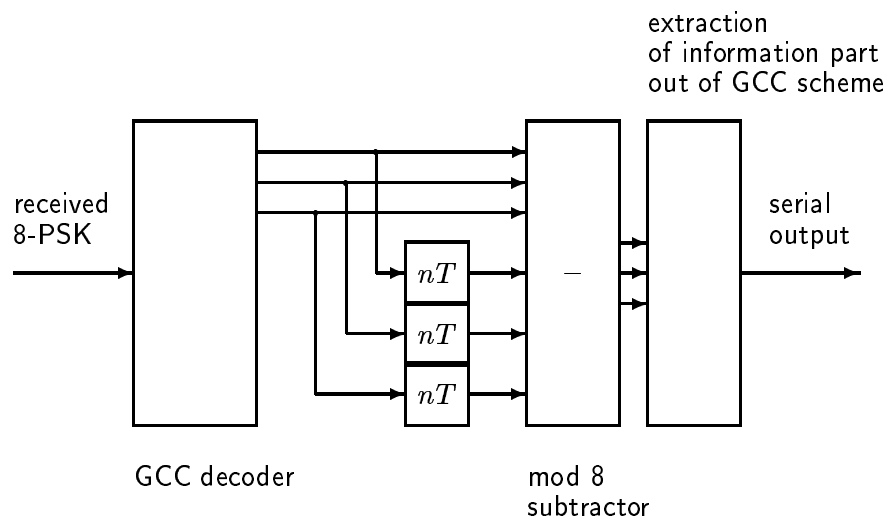 extraction
of information part
out of GCC scheme
received
8-PSK
serial
output
nT
–
nT
nT
GCC decoder
mod 8
subtractor